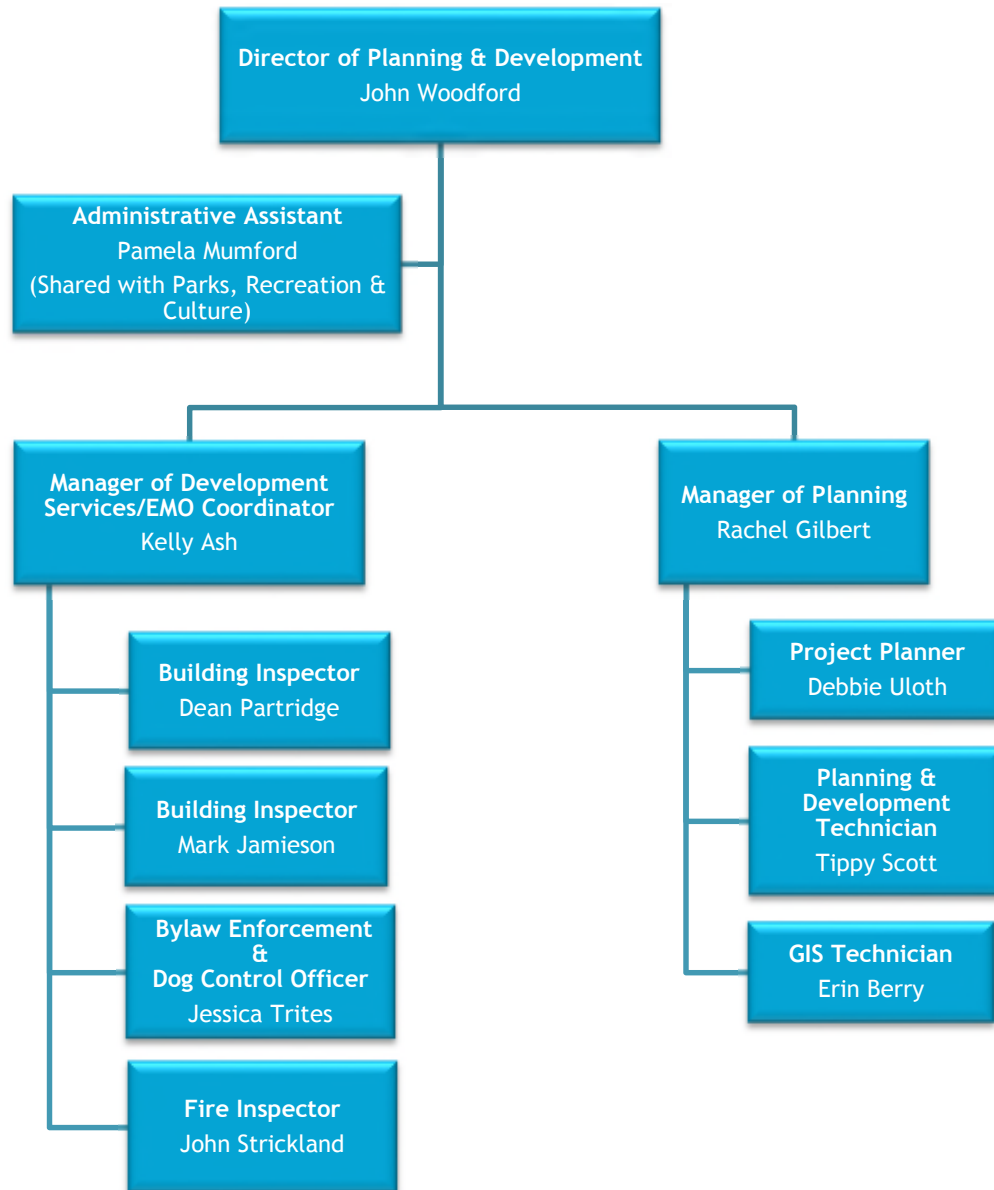 Director of Planning & Development
John Woodford
Administrative Assistant
Pamela Mumford
(Shared with Parks, Recreation &
Culture)
Manager of Development
Services/EMO Coordinator
Kelly Ash
Building Inspector
Dean Partridge
Building Inspector
Mark Jamieson
Bylaw Enforcement
&
Dog Control Officer
Jessica Trites
Fire Inspector
John Strickland
Manager of Planning
Rachel Gilbert
Project Planner
Debbie Uloth
Planning &
Development
Technician
Tippy Scott
GIS Technician
Erin Berry